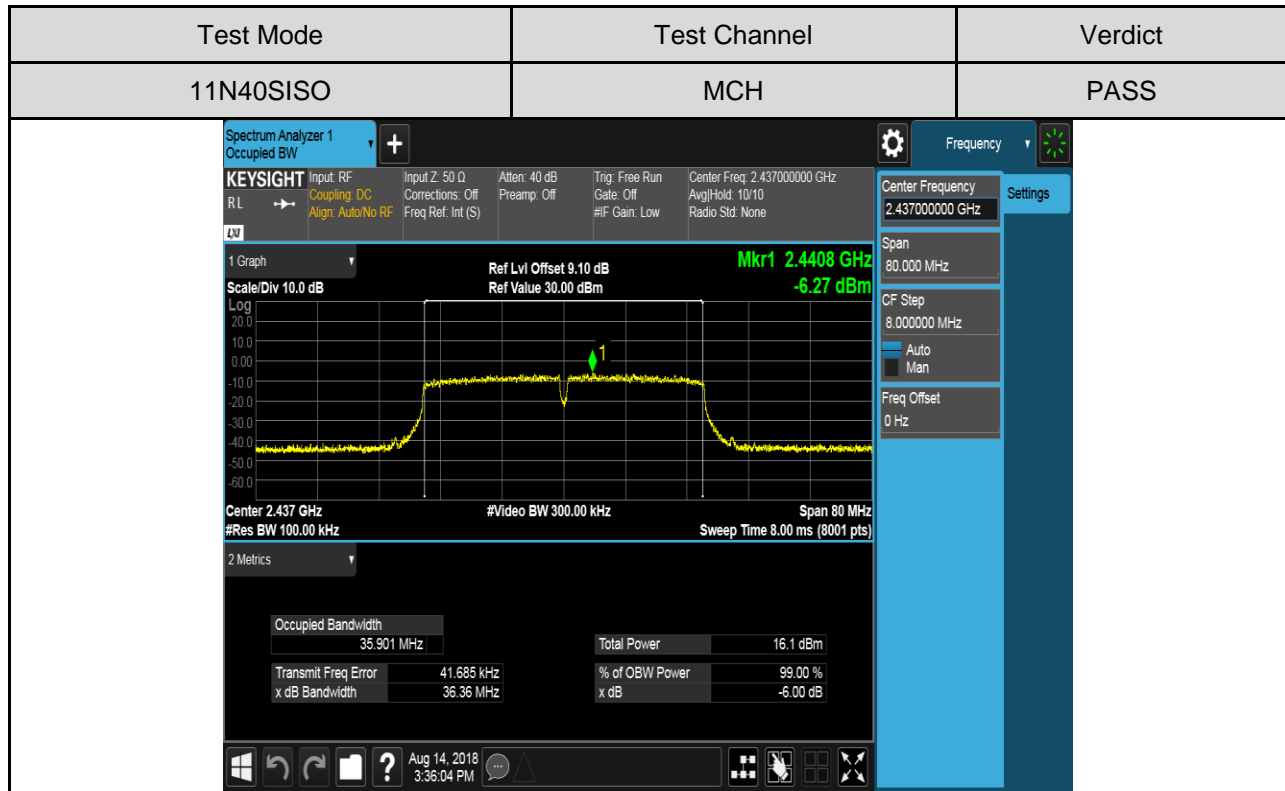 Test Mode Test Channel Verdict
11N40SISO MCH PASS
Spectrum Analyzer 1
Occupied BW
+
Frequency
KEYSIGHT Input: RF Input Z: 50 Ω Atten: 40 dB Trig: Free Run Center Freq: 2.437000000 GHz
RL Coupling: DC Corrections: Off Preamp: Off Gate: Off Avg|Hold: 10/10
Align: Auto/No RF Freq Ref: Int (S) #IF Gain: Low Radio Std: None
LXI
Center Frequency
2.437000000 GHz
Settings
Span
80.000 MHz
CF Step
8.000000 MHz
Auto
Man
Freq Offset
0 Hz
1 Graph Ref Lvl Offset 9.10 dB Mkr1 2.4408 GHz
Scale/Div 10.0 dB Ref Value 30.00 dBm -6.27 dBm
Log
20.0
10.0
1
0.00
-10.0
-20.0
-30.0
-40.0
-50.0
-60.0
Center 2.437 GHz #Video BW 300.00 kHz Span 80 MHz
#Res BW 100.00 kHz Sweep Time 8.00 ms (8001 pts)
2 Metrics
Occupied Bandwidth
35.901 MHz Total Power 16.1 dBm
Transmit Freq Error 41.685 kHz % of OBW Power 99.00 %
x dB Bandwidth 36.36 MHz x dB -6.00 dB
? Aug 14, 2018
3:36:04 PM